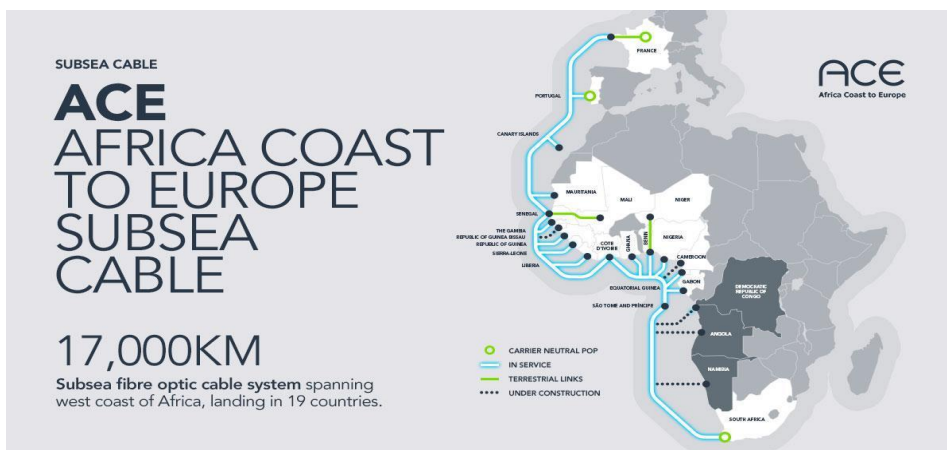 SUBSEA CABLE
ACE
AFRICA COAST
TO EUROPE
SUBSEA
CABLE
17,000KM
Subsea fibre optic cable system spanning
west coast of Africa, landing in 19 countries.
ACE
Africa Coast to Europe
FRANCE
PORTUGAL
CANARY ISLANDS
MAURITANIA
MALI
NIGER
SENEGAL
THE GAMBIA
REPUBLIC OF GUINEA BISSAU
REPUBLIC OF GUINEA
SIERRA-LEONE
LIBERIA
CÔTE
D'IVOIRE
GHANA
BENIN
NIGERIA
CAMEROON
EQUATORIAL GUINEA
GABON
SÃO TOMÉ AND PRÍNCIPE
DEMOCRATIC
REPUBLIC OF
CONGO
ANGOLA
NAMIBIA
SOUTH AFRICA
CARRIER NEUTRAL POP
IN SERVICE
TERRESTRIAL LINKS
UNDER CONSTRUCTION